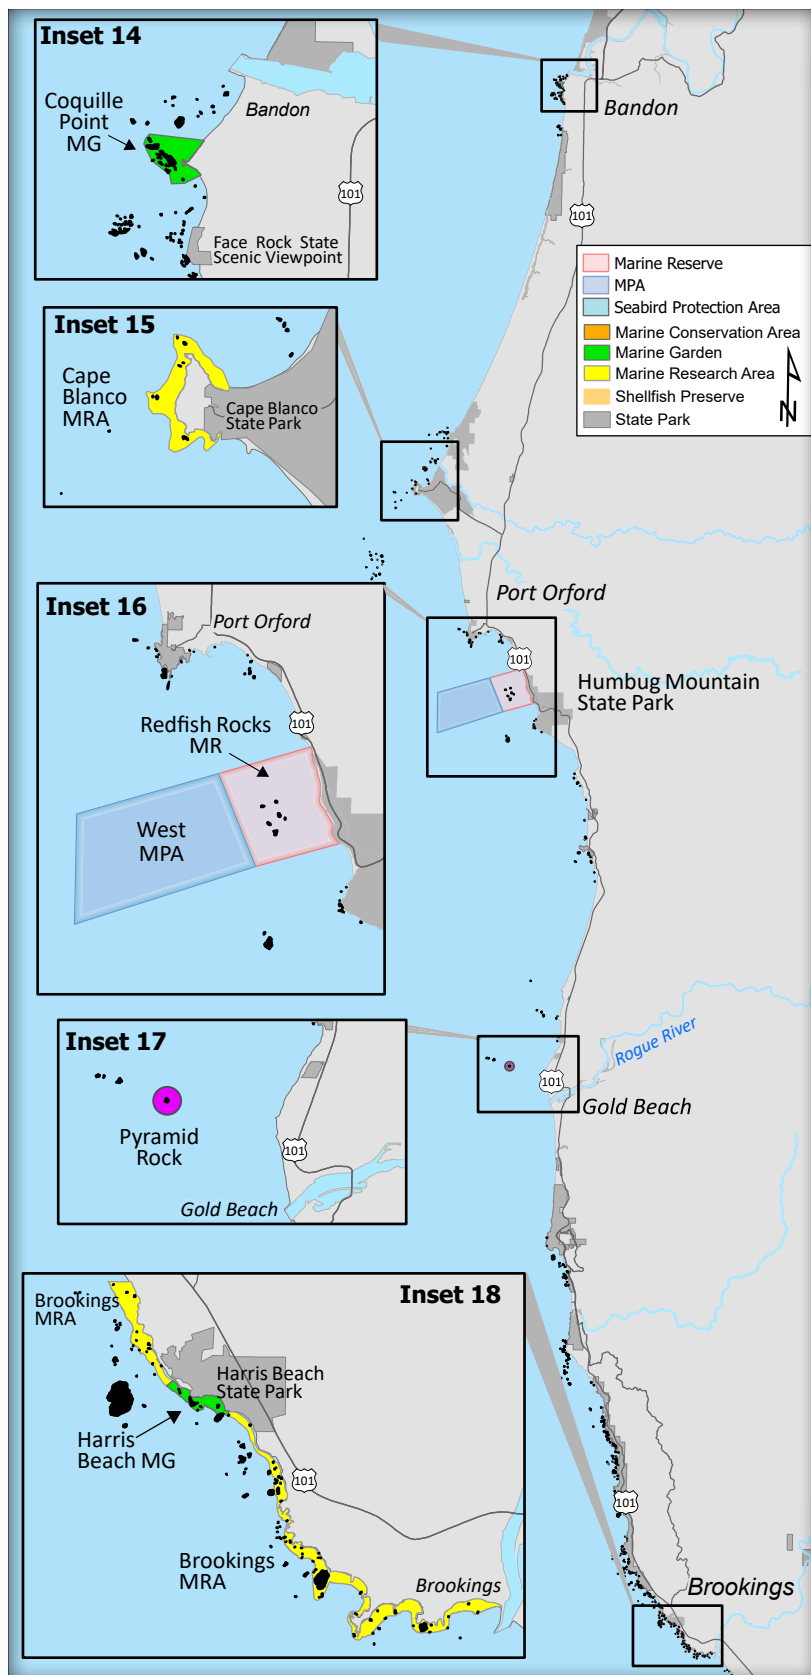 Inset 14
Bandon
Coquille
Point
MG
101
Face Rock State
Scenic Viewpoint
Bandon
101
Marine Reserve
MPA
Seabird Protection Area
Marine Conservation Area
Marine Garden
Marine Research Area
Shellfish Preserve
State Park
N
Inset 15
Cape
Blanco
MRA
Cape Blanco
State Park
Inset 16
Port Orford
101
Redfish Rocks
MR
West
MPA
Port Orford
101
Humbug Mountain
State Park
Inset 17
Pyramid
Rock
101
Gold Beach
Rogue River
101
Gold Beach
Inset 18
Brookings
MRA
Harris Beach
State Park
Harris
Beach MG
101
Brookings
MRA
Brookings
101
Brookings